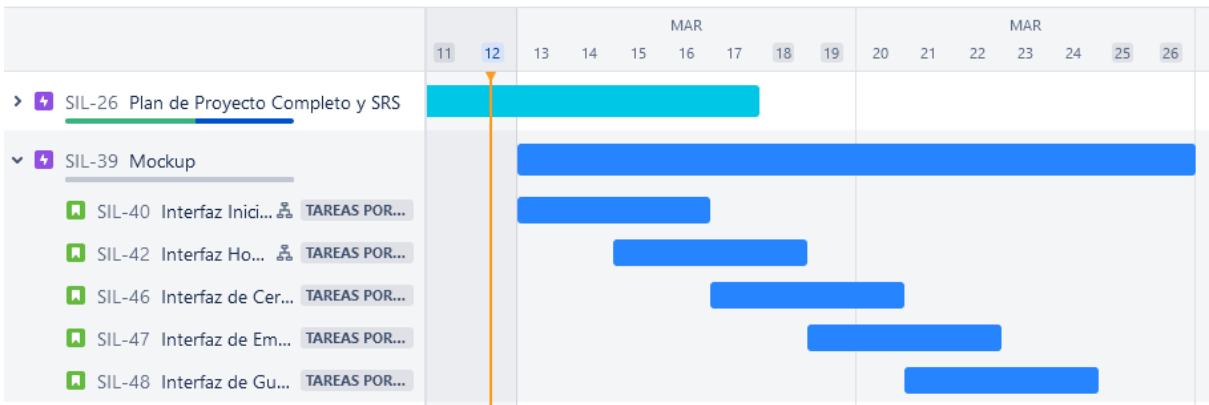 MAR MAR
11 12 13 14 15 16 17 18 19 20 21 22 23 24 25 26
SIL-26 Plan de Proyecto Completo y SRS
SIL-39 Mockup
SIL-40 Interfaz Inici... TAREAS POR...
SIL-42 Interfaz Ho... TAREAS POR...
SIL-46 Interfaz de Cer... TAREAS POR...
SIL-47 Interfaz de Em... TAREAS POR...
SIL-48 Interfaz de Gu... TAREAS POR...